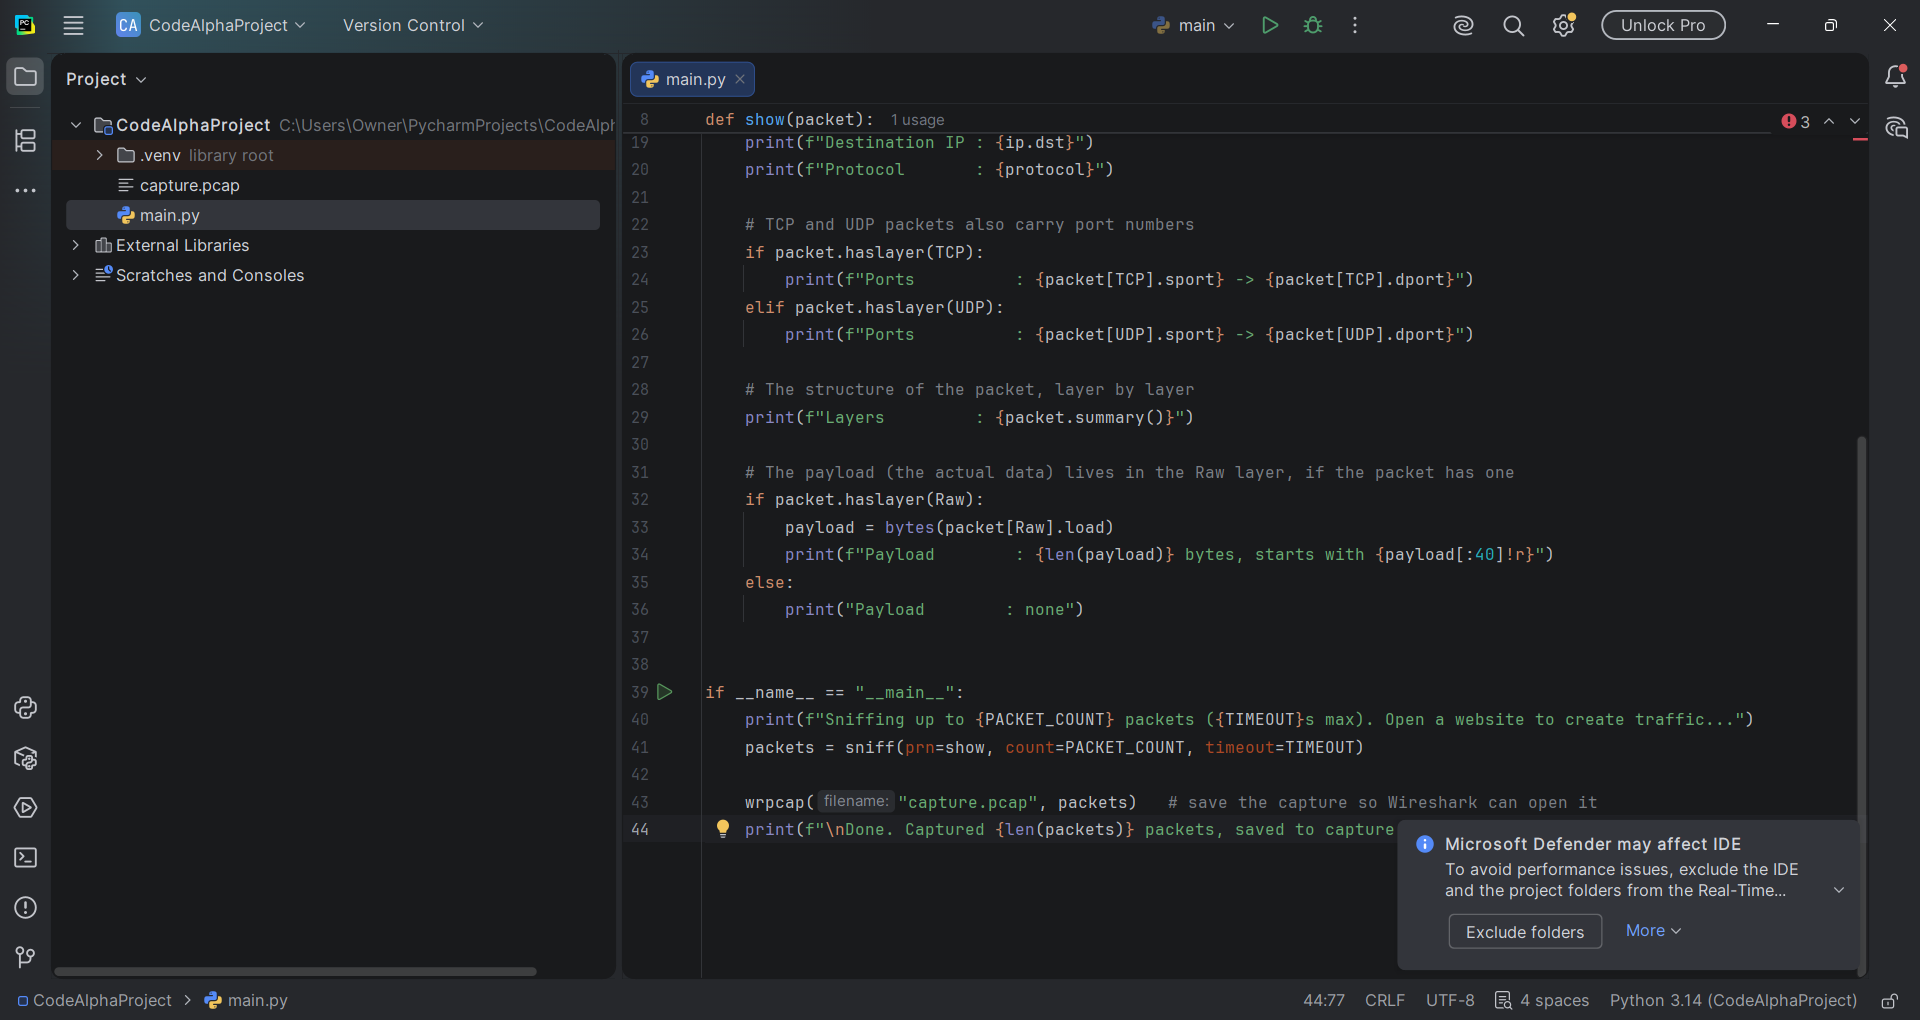 PC
CA CodeAlphaProject
Version Control
main
Unlock Pro
Project
CodeAlphaProject C:\Users\Owner\PycharmProjects\CodeAlph
.venv library root
capture.pcap
main.py
External Libraries
Scratches and Consoles
main.py
8 def show(packet): 1 usage
3
19 print(f"Destination IP : {ip.dst}")
20 print(f"Protocol       : {protocol}")
21
22 # TCP and UDP packets also carry port numbers
23 if packet.haslayer(TCP):
24 print(f"Ports          : {packet[TCP].sport} -> {packet[TCP].dport}")
25 elif packet.haslayer(UDP):
26 print(f"Ports          : {packet[UDP].sport} -> {packet[UDP].dport}")
27
28 # The structure of the packet, layer by layer
29 print(f"Layers         : {packet.summary()}")
30
31 # The payload (the actual data) lives in the Raw layer, if the packet has one
32 if packet.haslayer(Raw):
33 payload = bytes(packet[Raw].load)
34 print(f"Payload        : {len(payload)} bytes, starts with {payload[:40]!r}")
35 else:
36 print("Payload        : none")
37
38
39 if __name__ == "__main__":
40 print(f"Sniffing up to {PACKET_COUNT} packets ({TIMEOUT}s max). Open a website to create traffic...")
41 packets = sniff(prn=show, count=PACKET_COUNT, timeout=TIMEOUT)
42
43 wrpcap( filename: "capture.pcap", packets)   # save the capture so Wireshark can open it
44 print(f"\nDone. Captured {len(packets)} packets, saved to capture
Microsoft Defender may affect IDE
To avoid performance issues, exclude the IDE
and the project folders from the Real-Time...
Exclude folders
More
CodeAlphaProject > main.py
44:77 CRLF UTF-8 4 spaces Python 3.14 (CodeAlphaProject)